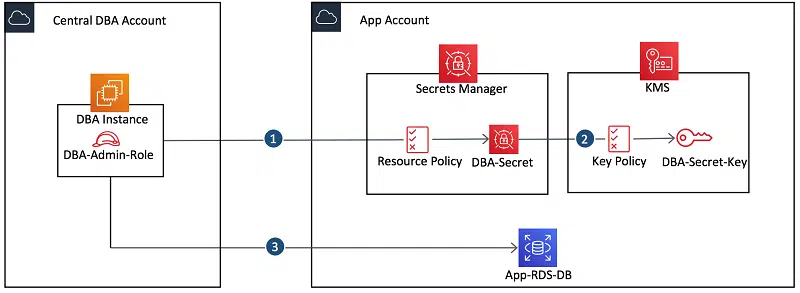 Central DBA Account
App Account
Secrets Manager
KMS
DBA Instance
DBA-Admin-Role
1
Resource Policy
DBA-Secret
2
Key Policy
DBA-Secret-Key
3
App-RDS-DB